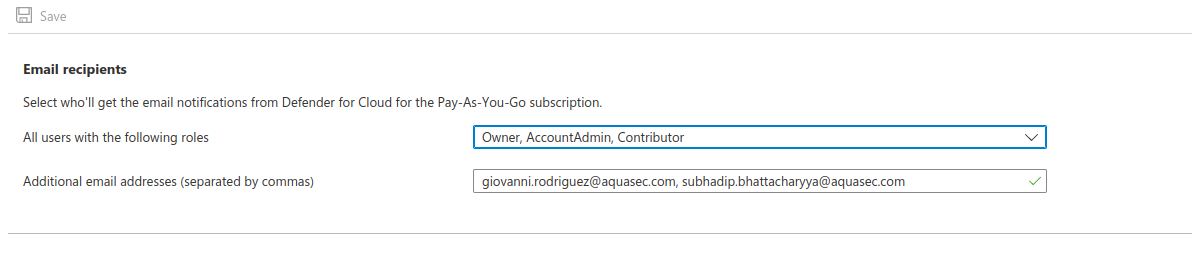 Save
Email recipients
Select who'll get the email notifications from Defender for Cloud for the Pay-As-You-Go subscription.
All users with the following roles
Owner, AccountAdmin, Contributor
Additional email addresses (separated by commas)
giovanni.rodriguez@aquasec.com, subhadip.bhattacharyya@aquasec.com